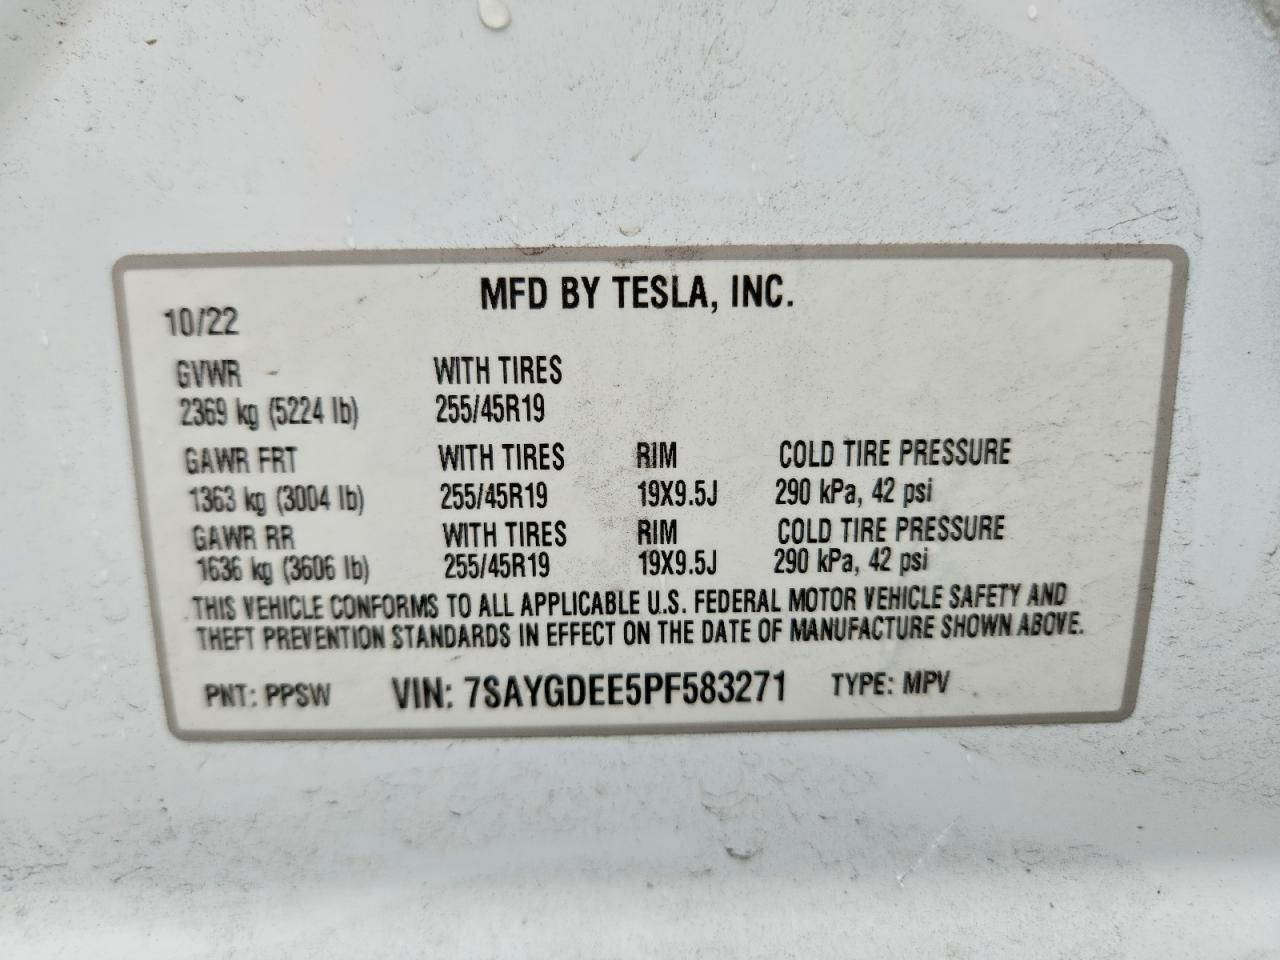 MFD BY TESLA, INC.
10/22
GVWR WITH TIRES
2369 kg (5224 lb) 255/45R19
GAWR FRT WITH TIRES RIM COLD TIRE PRESSURE
1363 kg (3004 lb) 255/45R19 19X9.5J 290 kPa, 42 psi
GAWR RR WITH TIRES RIM COLD TIRE PRESSURE
1636 kg (3606 lb) 255/45R19 19X9.5J 290 kPa, 42 psi
THIS VEHICLE CONFORMS TO ALL APPLICABLE U.S. FEDERAL MOTOR VEHICLE SAFETY AND
THEFT PREVENTION STANDARDS IN EFFECT ON THE DATE OF MANUFACTURE SHOWN ABOVE.
PNT: PPSW VIN: 7SAYGDEE5PF583271 TYPE: MPV